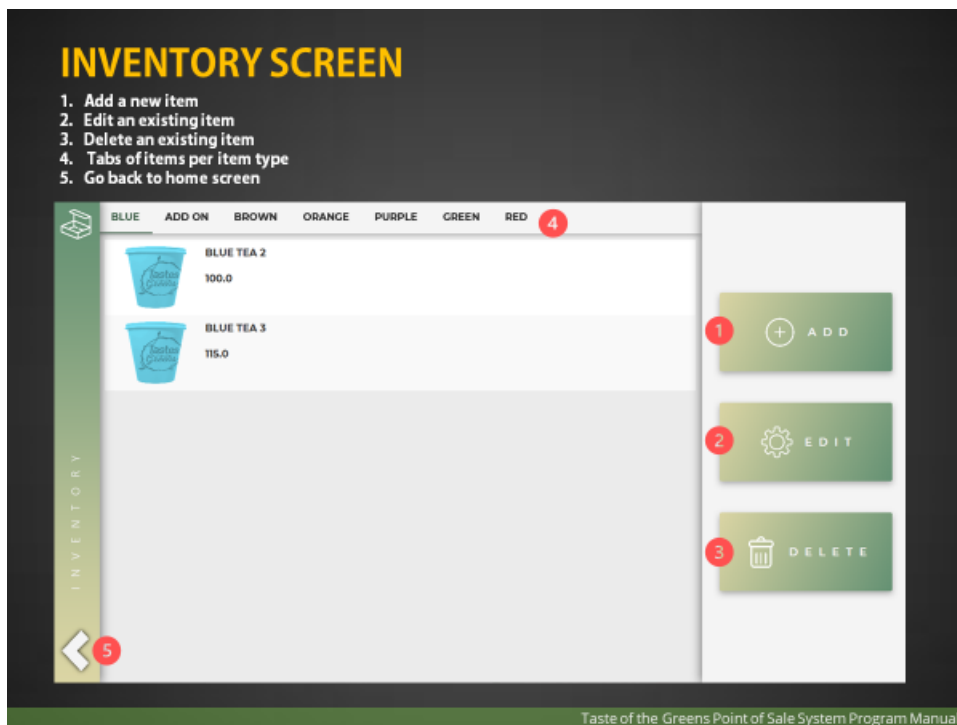 INVENTORY SCREEN
1. Add a new item
2. Edit an existing item
3. Delete an existing item
4. Tabs of items per item type
5. Go back to home screen
BLUE ADD ON BROWN ORANGE PURPLE GREEN RED 4
BLUE TEA 2
100.0
BLUE TEA 3
115.0
1 ADD
2 EDIT
3 DELETE
INVENTORY
5
Taste of the Greens Point of Sale System Program Manua